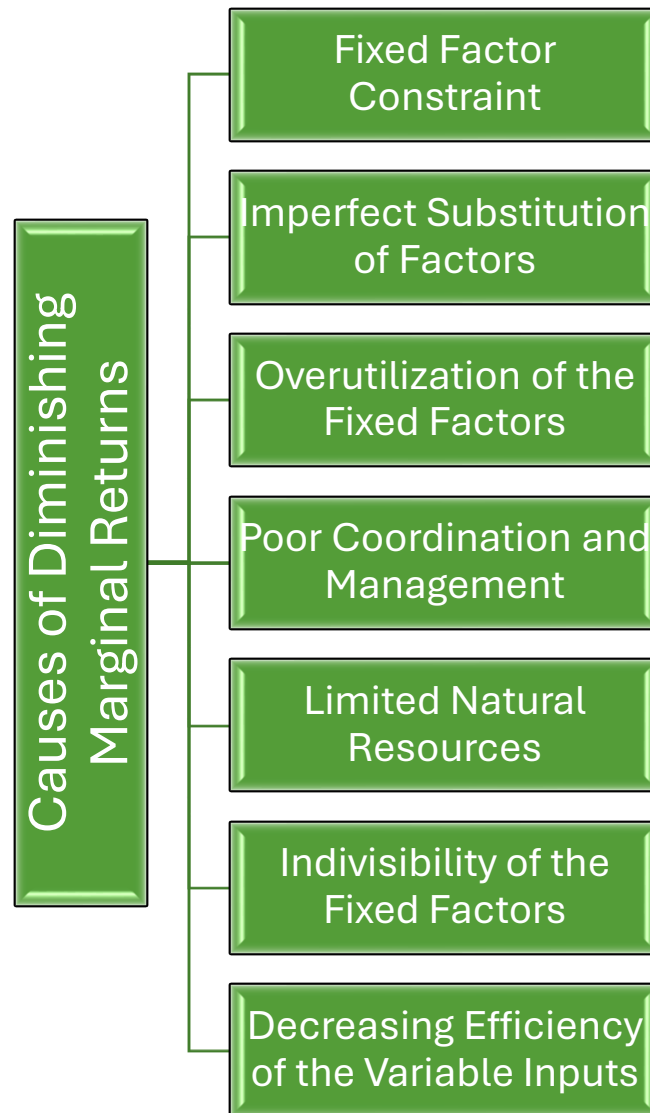 Causes of Diminishing
Marginal Returns
Fixed Factor
Constraint
Imperfect Substitution
of Factors
Overutilization of the
Fixed Factors
Poor Coordination and
Management
Limited Natural
Resources
Indivisibility of the
Fixed Factors
Decreasing Efficiency
of the Variable Inputs